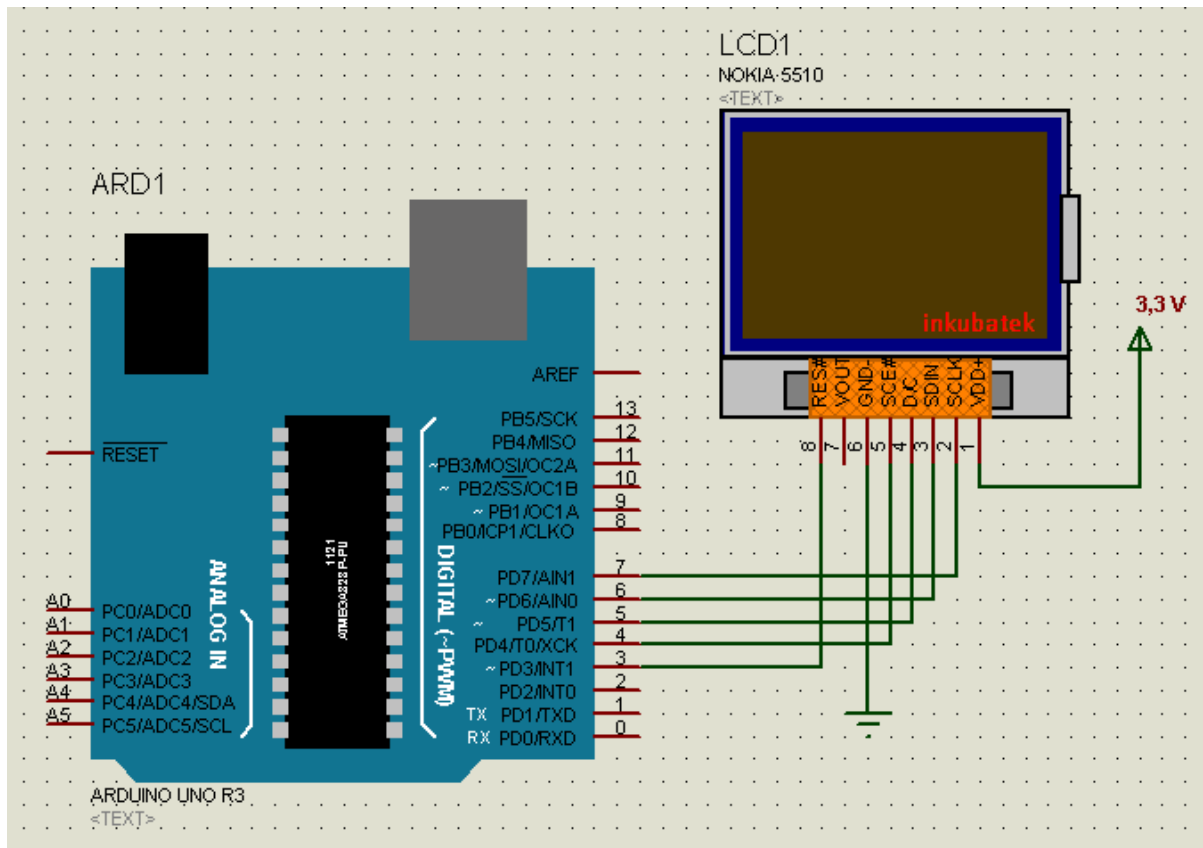 LCD1
NOKIA-5510
<TEXT>
ARD1
3,3 V
inkubatek
RES#
VOUT
GND-
SCE#
D/C
SDIN
SCLK
VDD+
8
7
6
5
4
3
2
1
AREF
PB5/SCK 13
PB4/MISO 12
~PB3/MOSI/OC2A 11
~ PB2/SS/OC1B 10
~ PB1/OC1A 9
PB0/ICP1/CLKO 8
PD7/AIN1 7
~PD6/AIN0 6
~ PD5/T1 5
PD4/T0/XCK 4
~PD3/INT1 3
PD2/INT0 2
TX PD1/TXD 1
RX PD0/RXD 0
RESET
1121
ATMEGA328P-PU
DIGITAL (~PWM)
ANALOG IN
A0 PC0/ADC0
A1 PC1/ADC1
A2 PC2/ADC2
A3 PC3/ADC3
A4 PC4/ADC4/SDA
A5 PC5/ADC5/SCL
ARDUINO UNO R3
<TEXT>